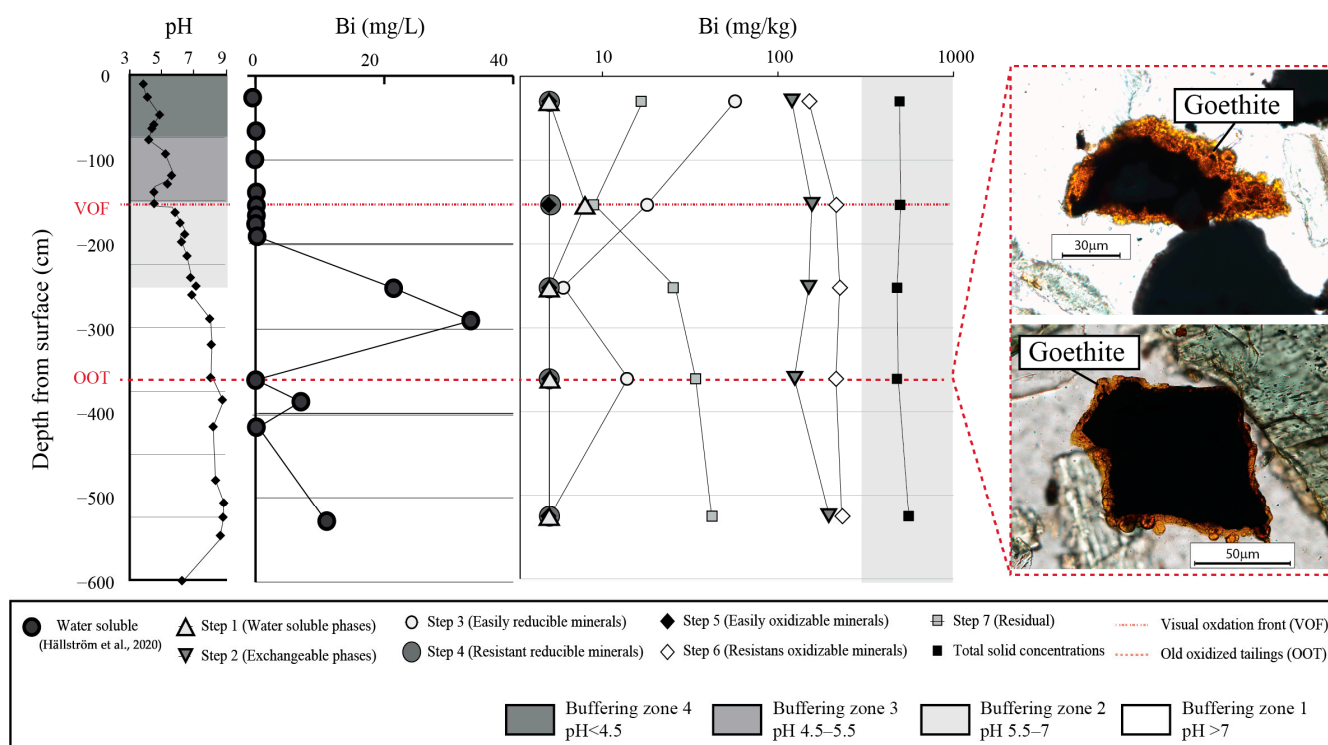 pH
Bi (mg/L)
Bi (mg/kg)
3 5 7 9
0 20 40
10 100 1000
0
−100
VOF
−200
−300
OOT
−400
−500
−600
Depth from surface (cm)
Goethite
30μm
Goethite
50μm
Water soluble
(Hällström et al., 2020)
Step 1 (Water soluble phases)
Step 2 (Exchangeable phases)
Step 3 (Easily reducible minerals)
Step 4 (Resistant reducible minerals)
Step 5 (Easily oxidizable minerals)
Step 6 (Resistans oxidizable minerals)
Step 7 (Residual)
Total solid concentrations
Visual oxdation front (VOF)
Old oxidized tailings (OOT)
Buffering zone 4
pH<4.5
Buffering zone 3
pH 4.5–5.5
Buffering zone 2
pH 5.5–7
Buffering zone 1
pH >7